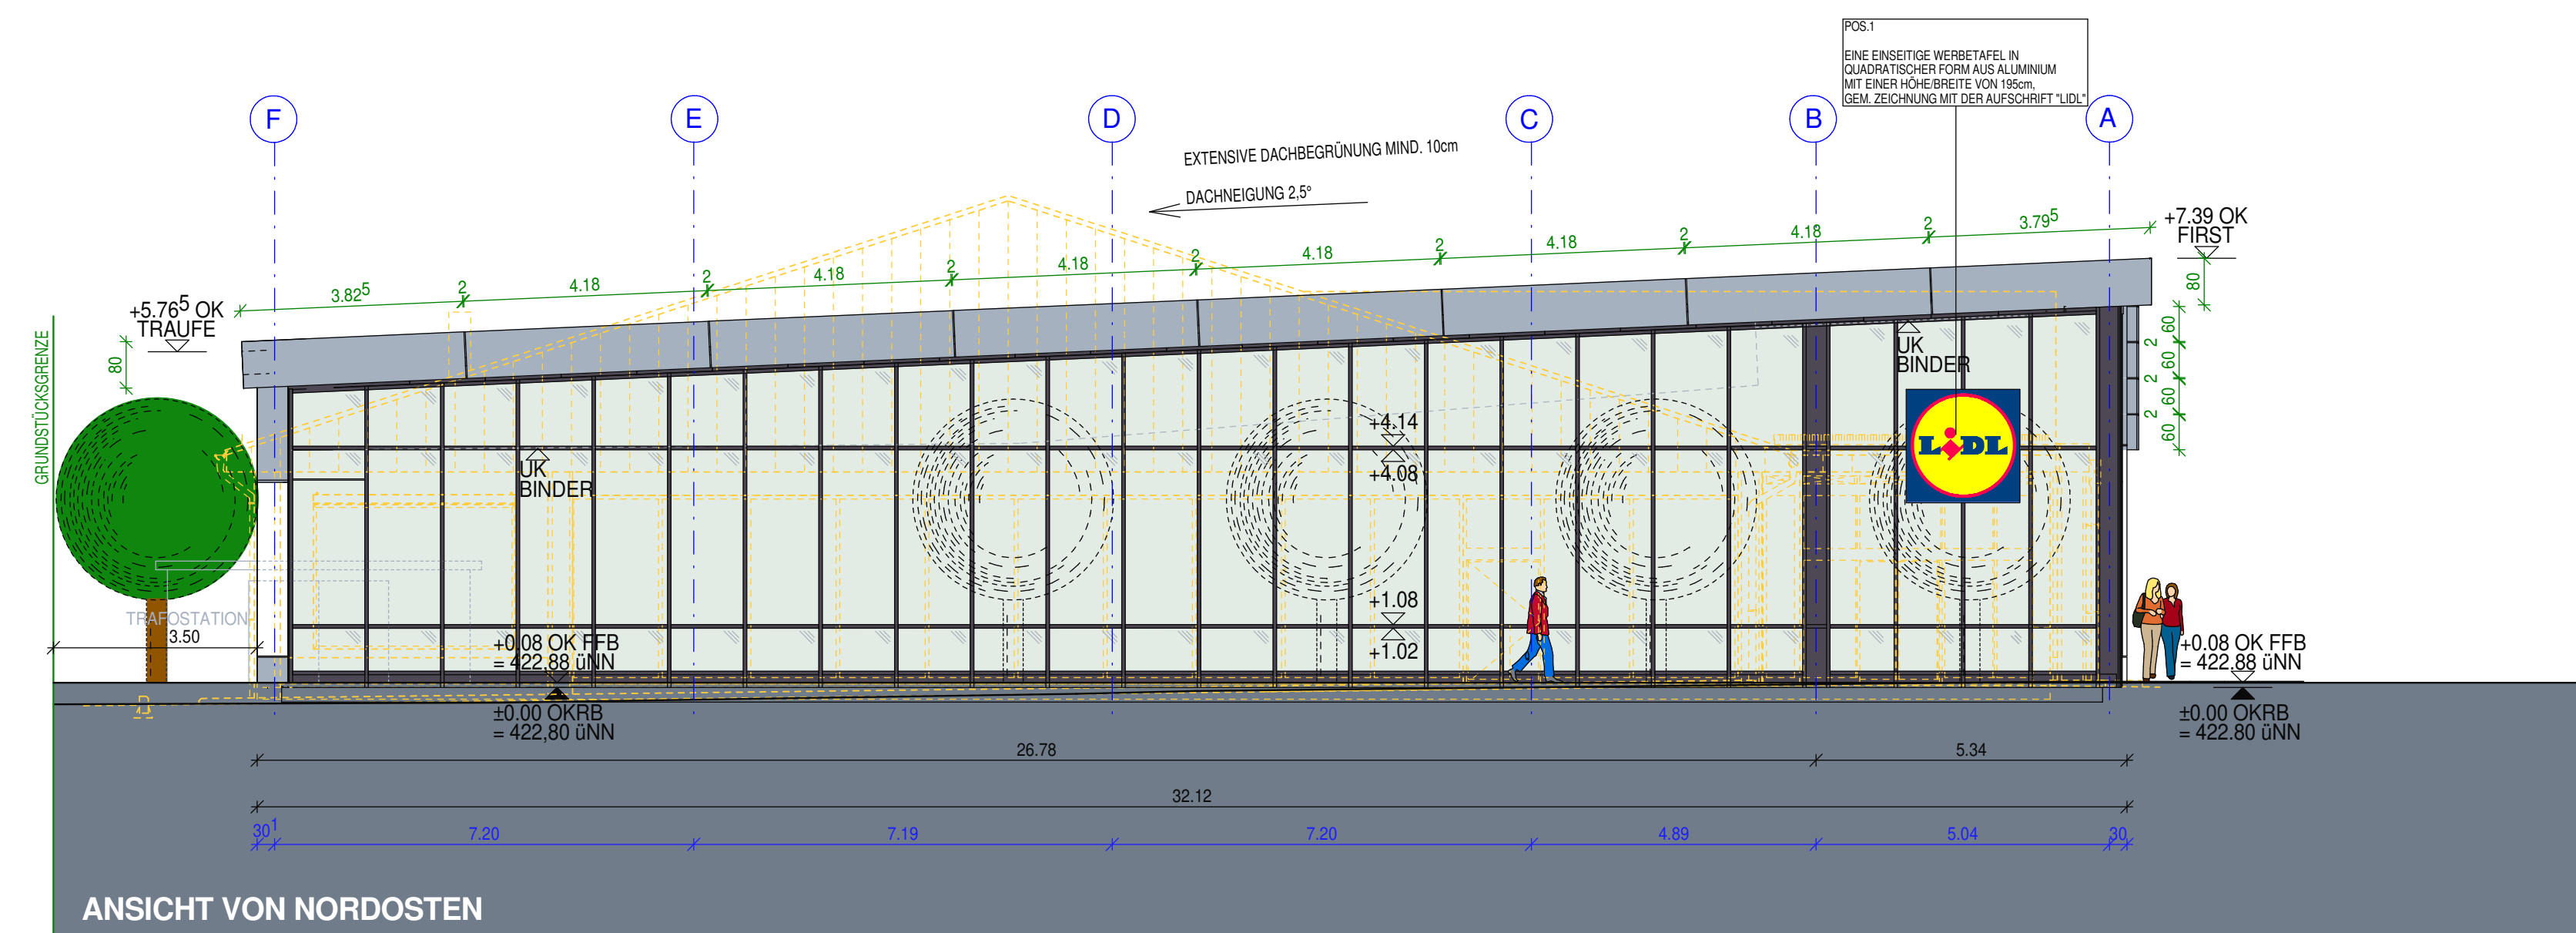 POS.1
EINE EINSEITIGE WERBETAFEL IN
QUADRATISCHER FORM AUS ALUMINIUM
MIT EINER HÖHE/BREITE VON 195cm,
GEM. ZEICHNUNG MIT DER AUFSCHRIFT "LIDL"
F
E
D
C
B
A
EXTENSIVE DACHBEGRÜNUNG MIND. 10cm
DACHNEIGUNG 2,5°
+7.39 OK
FIRST
80
3.82⁵
2
4.18
2
4.18
2
4.18
2
4.18
2
4.18
2
4.18
2
3.79⁵
+5.76⁵ OK
TRAUFE
80
GRUNDSTÜCKSGRENZE
60
2
60
2
60
2
60
UK
BINDER
UK
BINDER
LIDL
+4.14
+4.08
+1.08
+1.02
TRAFOSTATION
3.50
+0.08 OK FFB
= 422.88 üNN
±0.00 OKRB
= 422,80 üNN
+0.08 OK FFB
= 422.88 üNN
±0.00 OKRB
= 422.80 üNN
26.78
5.34
32.12
30¹
7.20
7.19
7.20
4.89
5.04
30
ANSICHT VON NORDOSTEN